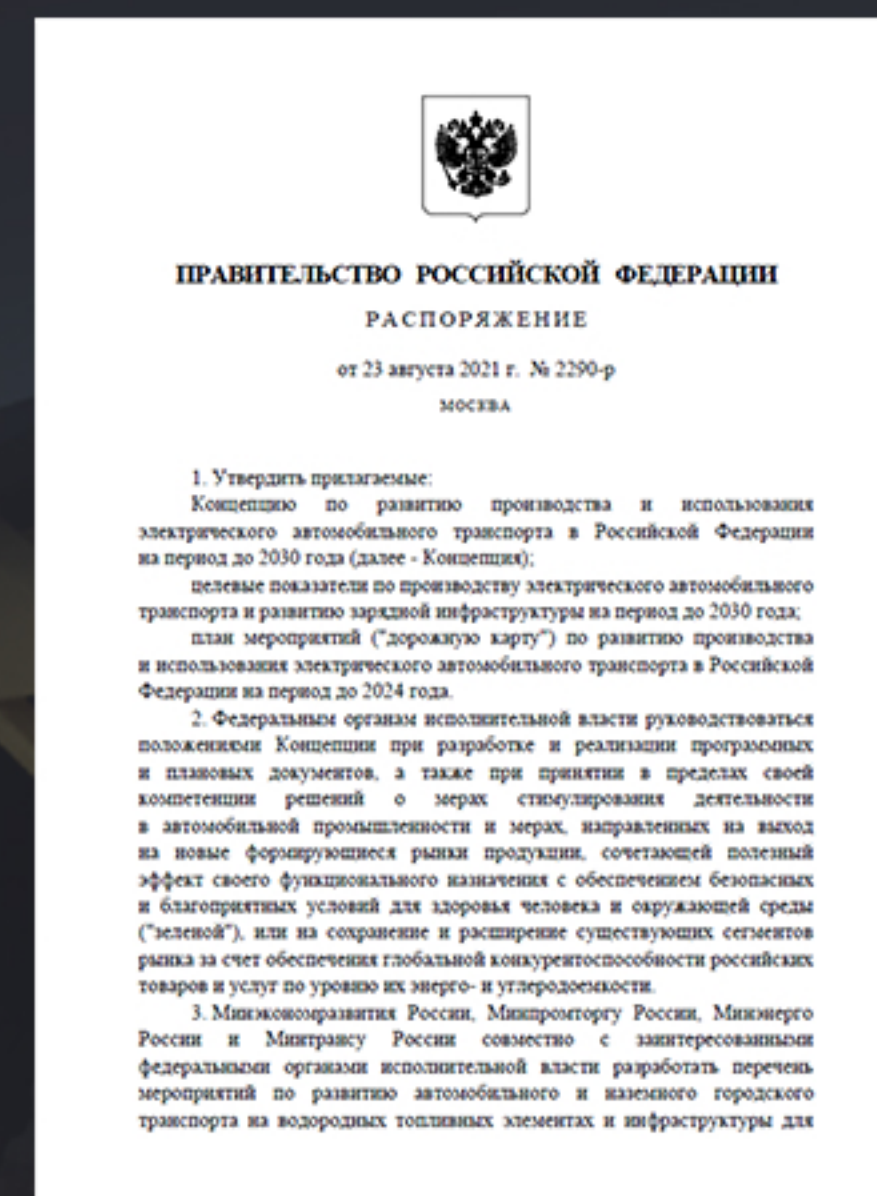 ПРАВИТЕЛЬСТВО РОССИЙСКОЙ ФЕДЕРАЦИИ
РАСПОРЯЖЕНИЕ
от 23 августа 2021 г. № 2290-р
МОСКВА
1. Утвердить прилагаемые:
Концепцию по развитию производства и использования
электрического автомобильного транспорта в Российской Федерации
на период до 2030 года (далее - Концепция);
целевые показатели по производству электрического автомобильного
транспорта и развитию зарядной инфраструктуры на период до 2030 года;
план мероприятий ("дорожную карту") по развитию производства
и использования электрического автомобильного транспорта в Российской
Федерации на период до 2024 года.
2. Федеральным органам исполнительной власти руководствоваться
положениями Концепции при разработке и реализации программных
и плановых документов, а также при принятии в пределах своей
компетенции решений о мерах стимулирования деятельности
в автомобильной промышленности и мерах, направленных на выход
на новые формирующиеся рынки продукции, сочетающей полезный
эффект своего функционального назначения с обеспечением безопасных
и благоприятных условий для здоровья человека и окружающей среды
("зеленой"), или на сохранение и расширение существующих сегментов
рынка за счет обеспечения глобальной конкурентоспособности российских
товаров и услуг по уровню их энерго- и углеродоемкости.
3. Минэкономразвития России, Минпромторгу России, Минэнерго
России и Минтрансу России совместно с заинтересованными
федеральными органами исполнительной власти разработать перечень
мероприятий по развитию автомобильного и наземного городского
транспорта на водородных топливных элементах и инфраструктуры для